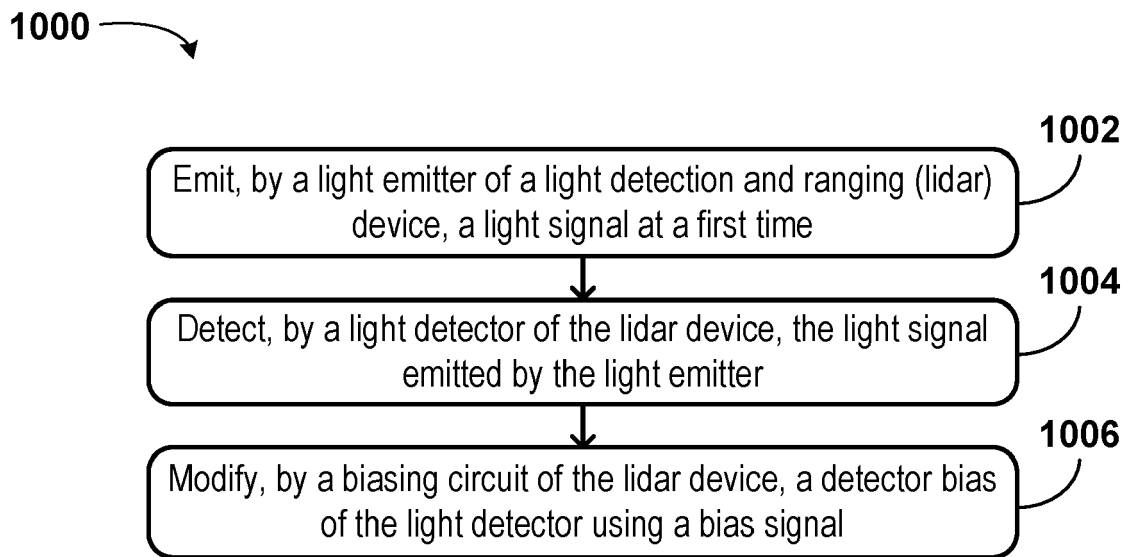 1000
1002
Emit, by a light emitter of a light detection and ranging (lidar)
device, a light signal at a first time
1004
Detect, by a light detector of the lidar device, the light signal
emitted by the light emitter
1006
Modify, by a biasing circuit of the lidar device, a detector bias
of the light detector using a bias signal